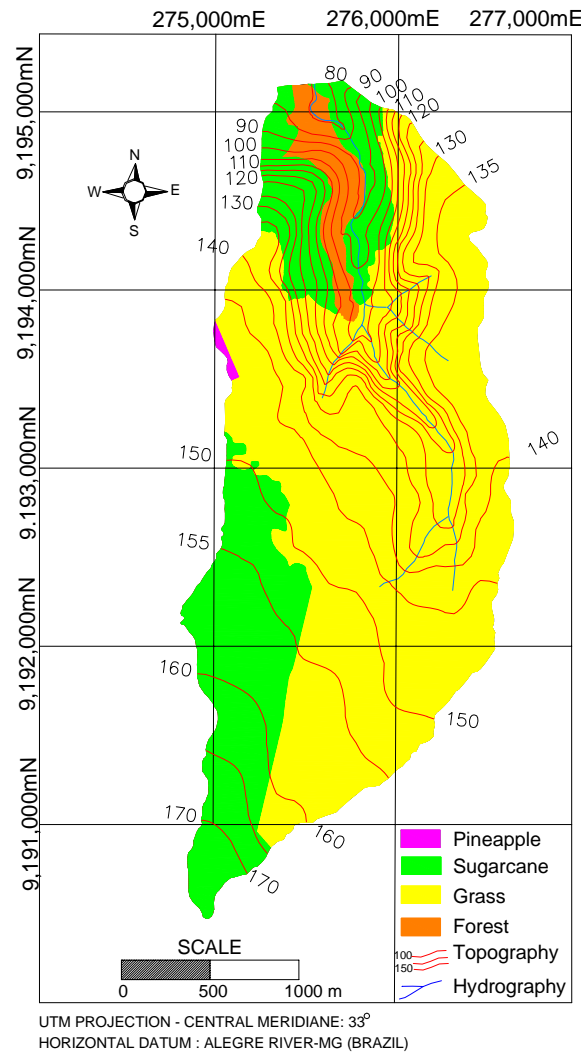 275,000mE 276,000mE 277,000mE
9,195,000mN
9,194,000mN
9,193,000mN
9,192,000mN
9,191,000mN
80
90
100
110
120
130
135
90
100
110
120
130
140
N
W E
S
150
140
155
160
150
170
160
170
Pineapple
Sugarcane
Grass
Forest
100
150
Topography
Hydrography
SCALE
0 500 1000 m
UTM PROJECTION - CENTRAL MERIDIANE: 33°
HORIZONTAL DATUM : ALEGRE RIVER-MG (BRAZIL)